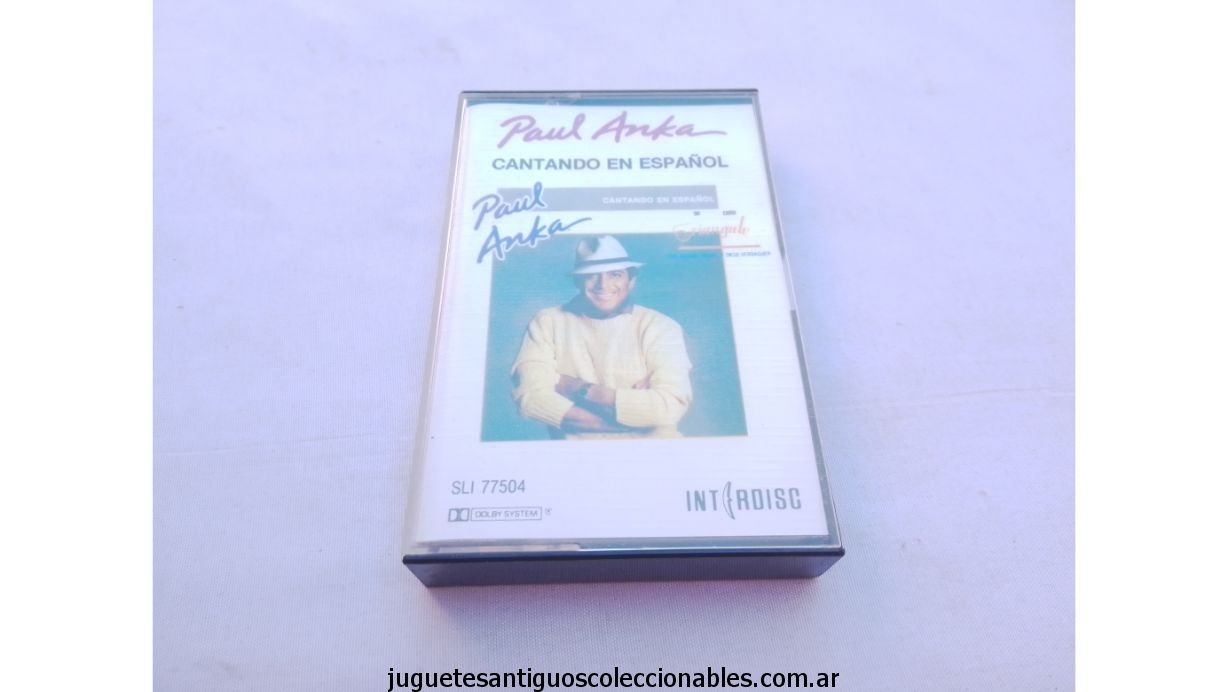 Paul Anka
CANTANDO EN ESPAÑOL
Paul
Anka
CANTANDO EN ESPAÑOL
SLI 77504
DOLBY SYSTEM
INTERDISC
juguetesantiguoscoleccionables.com.ar